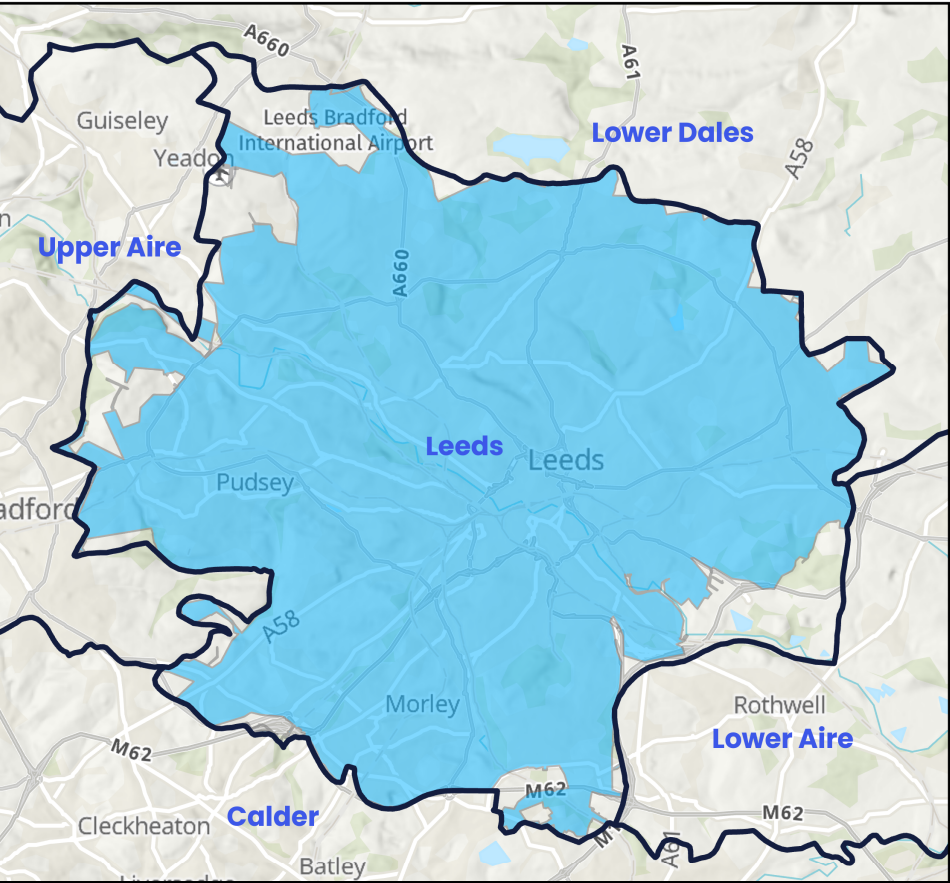 A660
A61
Guiseley
Leeds Bradford
International Airport
Lower Dales
A58
Yeadon
Upper Aire
A660
Leeds
Leeds
Pudsey
adford
A58
Morley
Rothwell
Lower Aire
M62
M62
M62
Calder
Cleckheaton
A61
Batley